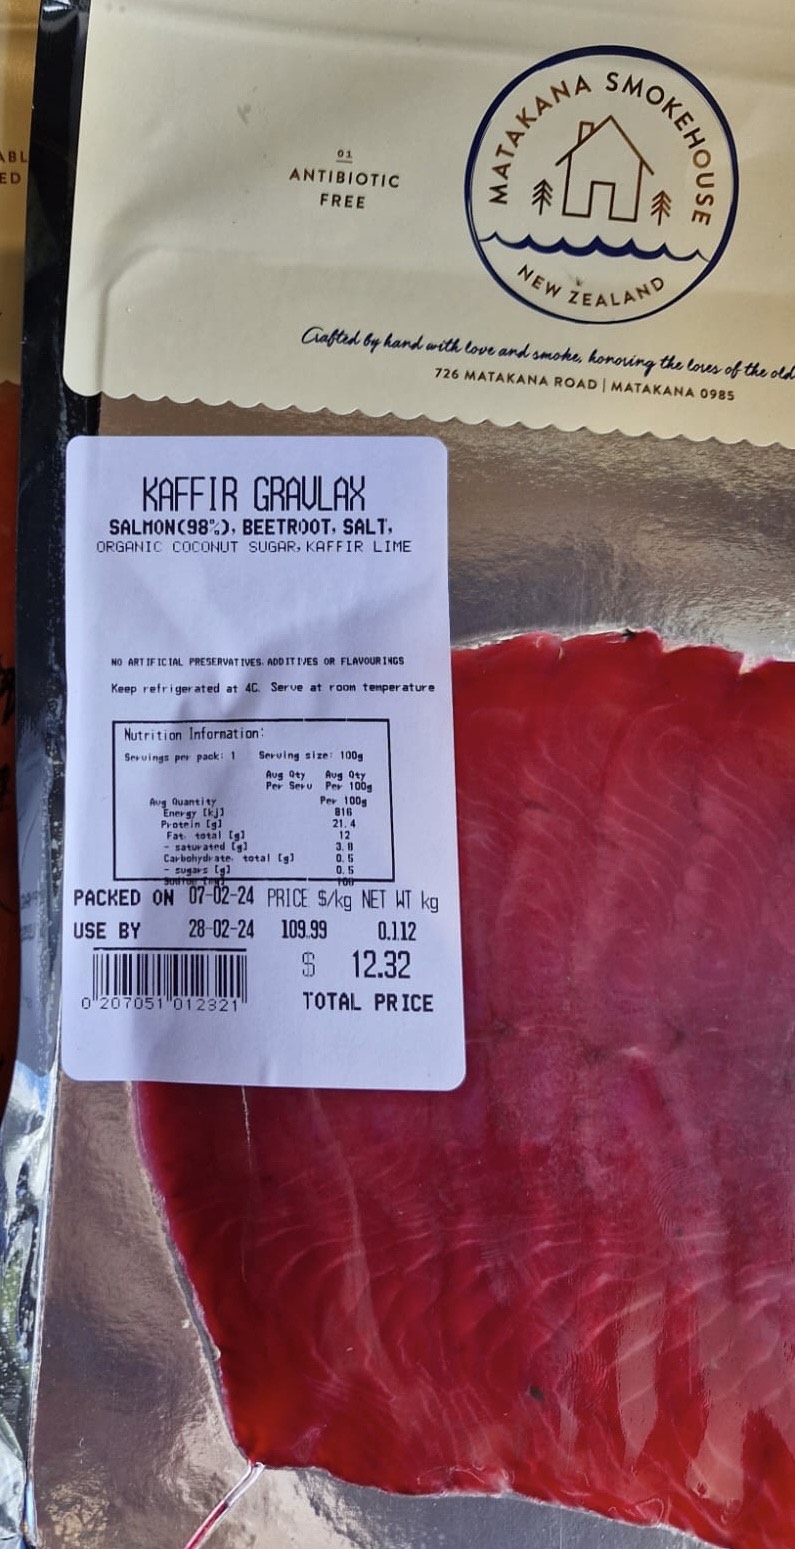 ABL
ED
01
ANTIBIOTIC
FREE
MATAKANA SMOKEHOUSE
NEW ZEALAND
Crafted by hand with love and smoke, honoring the lores of the old
726 MATAKANA ROAD | MATAKANA 0985
KAFFIR GRAVLAX
SALMON(98%), BEETROOT, SALT,
ORGANIC COCONUT SUGAR, KAFFIR LIME
NO ARTIFICIAL PRESERVATIVES, ADDITIVES OR FLAVOURINGS
Keep refrigerated at 4C. Serve at room temperature
Nutrition Information:
Servings per pack: 1 Serving size: 100g
Avg Qty Avg Qty
Per Serv Per 100g
Avg Quantity Per 100g
Energy [kJ] 816
Protein [g] 21.4
Fat, total [g] 12
- saturated [g] 3.8
Carbohydrate, total [g] 0.5
- sugars [g] 0.5
PACKED ON 07-02-24 PRICE $/kg NET WT kg
USE BY 28-02-24 109.99 0.112
$ 12.32
0 207051 012321
TOTAL PRICE